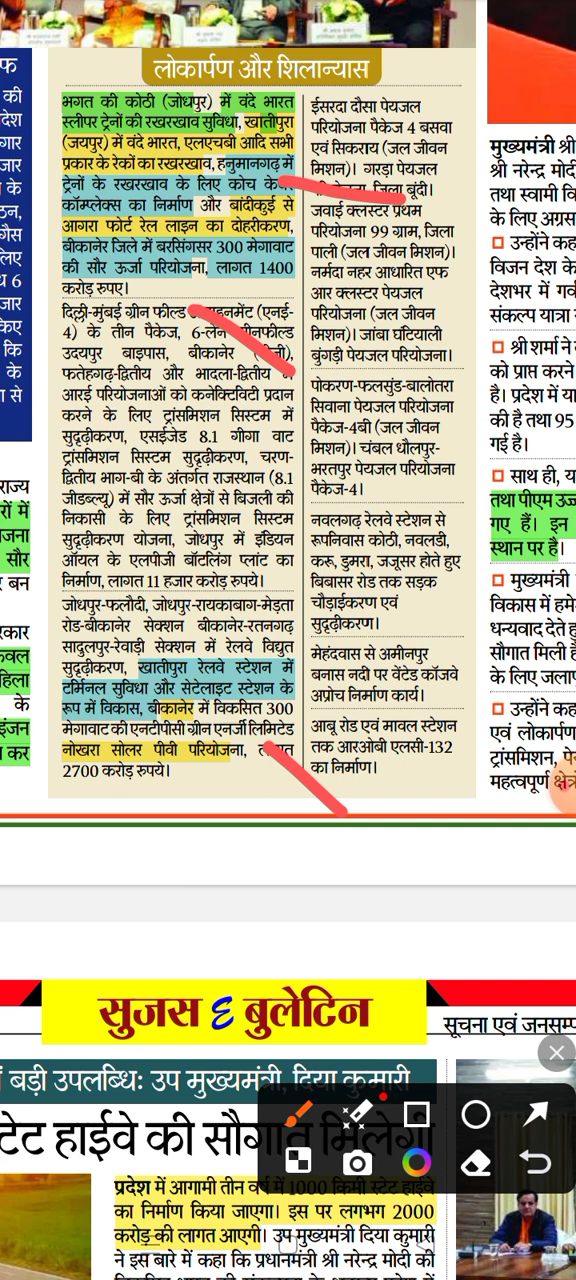 लोकार्पण और शिलान्यास
भगत की कोठी (जोधपुर) में वंदे भारत
स्लीपर ट्रेनों की रखरखाव सुविधा, खातीपुरा
(जयपुर) में वंदे भारत, एलएचबी आदि सभी
प्रकार के रेकों का रखरखाव, हनुमानगढ़ में
ट्रेनों के रखरखाव के लिए कोच केयर
कॉम्प्लेक्स का निर्माण और बांदीकुई से
आगरा फोर्ट रेल लाइन का दोहरीकरण,
बीकानेर जिले में बरसिंगसर 300 मेगावाट
की सौर ऊर्जा परियोजना, लागत 1400
करोड़ रुपए।
दिल्ली-मुंबई ग्रीन फील्ड (एनई-
4) के तीन पैकेज, 6-लेन ग्रीनफील्ड
उदयपुर बाइपास, बीकानेर
फतेहगढ़-द्वितीय और भादला-द्वितीय में
आरई परियोजनाओं को कनेक्टिविटी प्रदान
करने के लिए ट्रांसमिशन सिस्टम में
सुदृढ़ीकरण, एसईजेड 8.1 गीगा वाट
ट्रांसमिशन सिस्टम सुदृढ़ीकरण, चरण-
द्वितीय भाग-बी के अंतर्गत राजस्थान (8.1
जीडब्ल्यू) में सौर ऊर्जा क्षेत्रों से बिजली की
निकासी के लिए ट्रांसमिशन सिस्टम
सुदृढ़ीकरण योजना, जोधपुर में इंडियन
ऑयल के एलपीजी बॉटलिंग प्लांट का
निर्माण, लागत 11 हजार करोड़ रुपये।
जोधपुर-फलौदी, जोधपुर-रायकाबाग-मेड़ता
रोड-बीकानेर सेक्शन बीकानेर-रतनगढ़
सादुलपुर-रेवाड़ी सेक्शन में रेलवे विद्युत
सुदृढ़ीकरण, खातीपुरा रेलवे स्टेशन में
टर्मिनल सुविधा और सेटेलाइट स्टेशन के
रूप में विकास, बीकानेर में विकसित 300
मेगावाट की एनटीपीसी ग्रीन एनर्जी लिमिटेड
नोखरा सोलर पीवी परियोजना, लागत
2700 करोड़ रुपये।
ईसरदा दौसा पेयजल
परियोजना पैकेज 4 बसवा
एवं सिकराय (जल जीवन
मिशन)। गरड़ा पेयजल
जिला बूंदी।
जवाई क्लस्टर प्रथम
परियोजना 99 ग्राम, जिला
पाली (जल जीवन मिशन)।
नर्मदा नहर आधारित एफ
आर क्लस्टर पेयजल
परियोजना (जल जीवन
मिशन)। जांबा घंटियाली
बुंगड़ी पेयजल परियोजना।
पोकरण-फलसुंड-बालोतरा
सिवाना पेयजल परियोजना
पैकेज-4बी (जल जीवन
मिशन)। चंबल धौलपुर-
भरतपुर पेयजल परियोजना
पैकेज-4।
नवलगढ़ रेलवे स्टेशन से
रूपनिवास कोठी, नवलडी,
करू, डुमरा, जजूसर होते हुए
बिबासर रोड तक सड़क
चौड़ाईकरण एवं
सुदृढ़ीकरण।
मेहंदवास से अमीनपुर
बनास नदी पर वेंटेड कॉजवे
अप्रोच निर्माण कार्य।
आबू रोड एवं मावल स्टेशन
तक आरओबी एलसी-132
का निर्माण।
मुख्यमंत्री श्री
श्री नरेन्द्र मोदी
तथा स्वामी वि
के लिए अग्रस
उन्होंने कह
विजन देश के
देशभर में गर्व
संकल्प यात्रा
श्री शर्मा ने
को प्राप्त करने
है। प्रदेश में या
की है तथा 95
गई है।
साथ ही, य
तथा पीएम उज्
गए हैं। इन
स्थान पर है।
मुख्यमंत्री
विकास में हमे
धन्यवाद देते हु
सौगात मिली है
के लिए जलाप
उन्होंने कह
एवं लोकार्पण
ट्रांसमिशन, पे
महत्वपूर्ण क्षेत्रं
सुजस e बुलेटिन
सूचना एवं जनसम्प
बड़ी उपलब्धि: उप मुख्यमंत्री, दिया कुमारी
स्टेट हाईवे की सौगात मिलेगी
प्रदेश में आगामी तीन वर्ष में 1000 किमी स्टेट हाईवे
का निर्माण किया जाएगा। इस पर लगभग 2000
करोड़ की लागत आएगी। उप मुख्यमंत्री दिया कुमारी
ने इस बारे में कहा कि प्रधानमंत्री श्री नरेन्द्र मोदी की